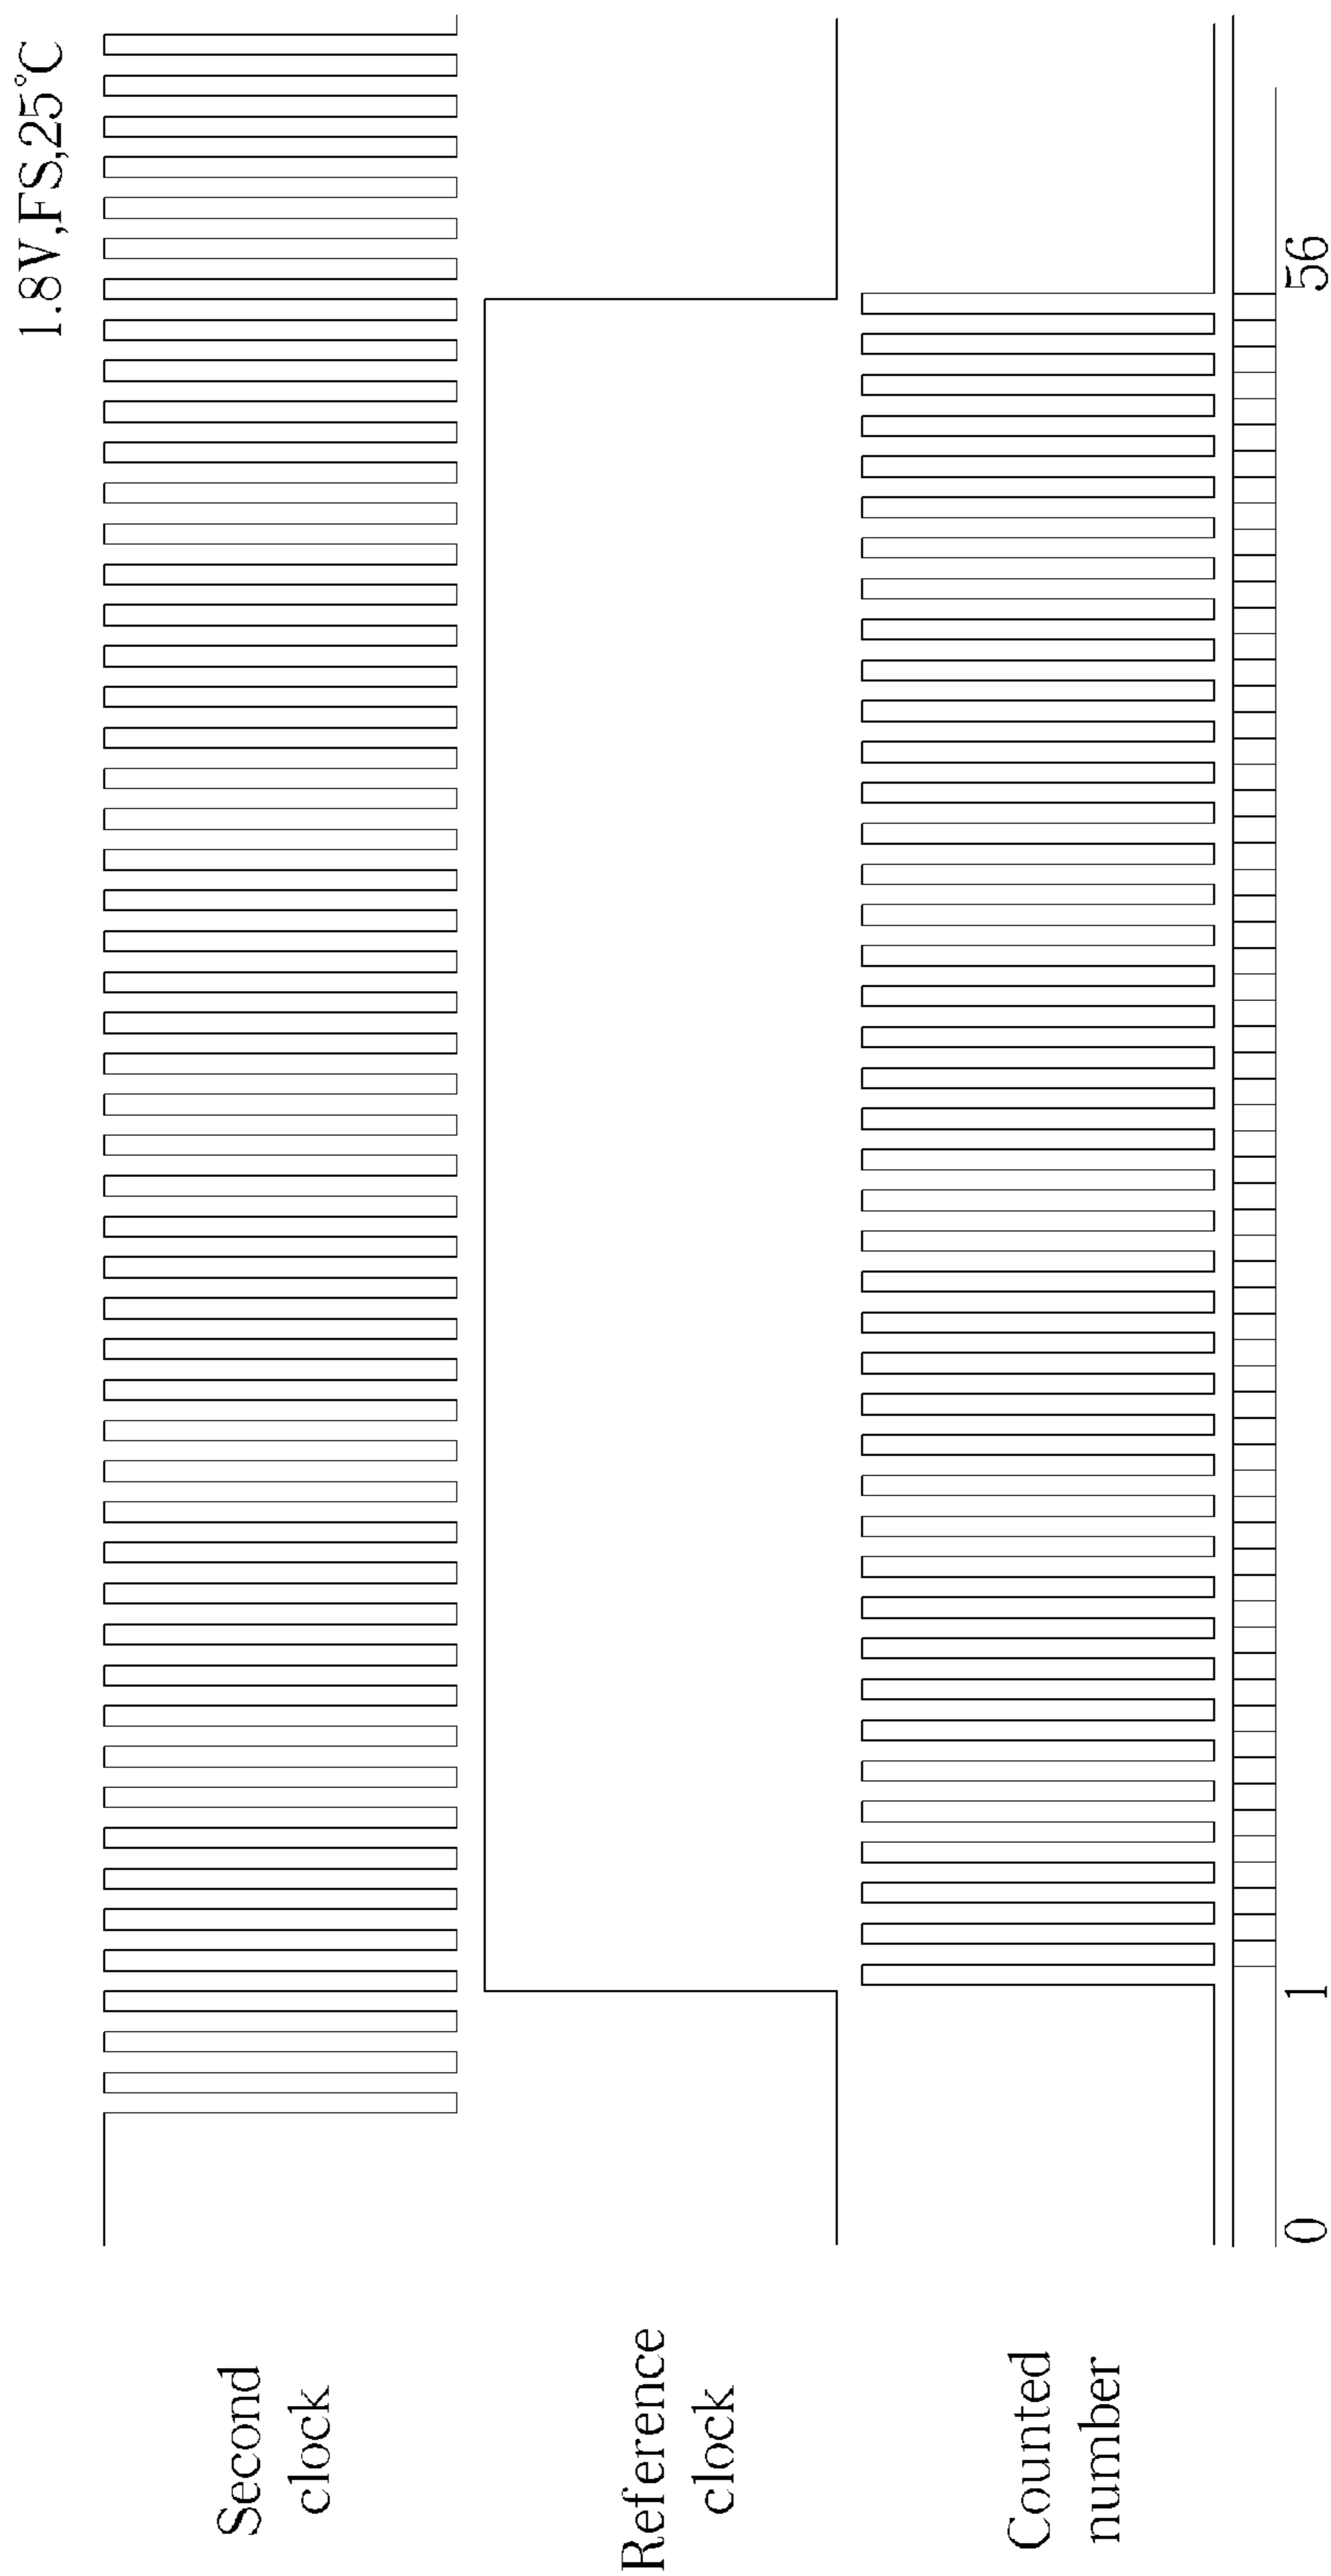 1.8V,FS,25°C
Second
clock
Reference
clock
Counted
number
0 1 56